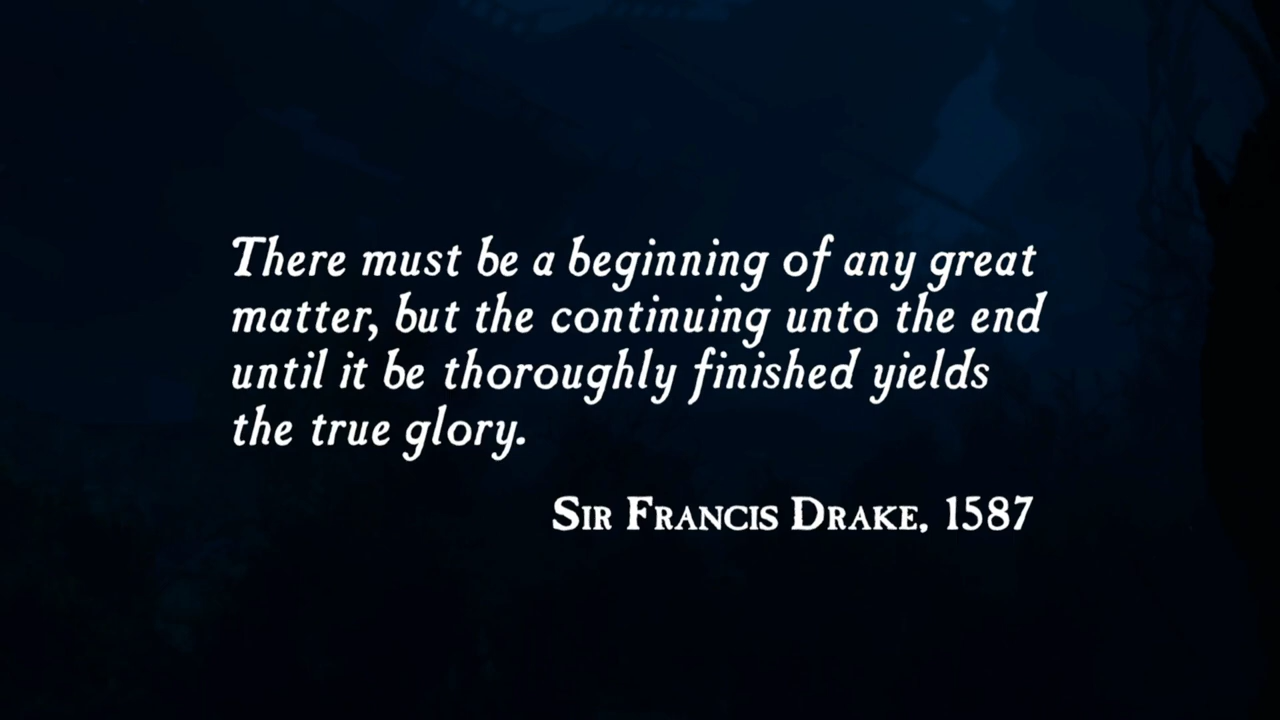 There must be a beginning of any great
matter, but the continuing unto the end
until it be thoroughly finished yields
the true glory.
Sir Francis Drake, 1587